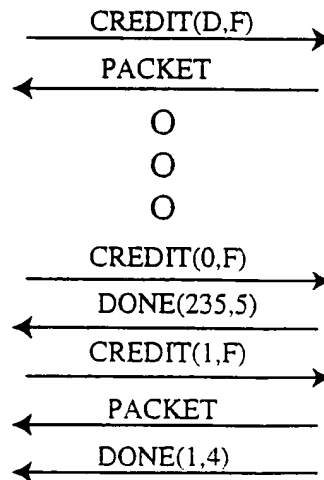 CREDIT(D,F)
PACKET
O
O
O
CREDIT(0,F)
DONE(235,5)
CREDIT(1,F)
PACKET
DONE(1,4)